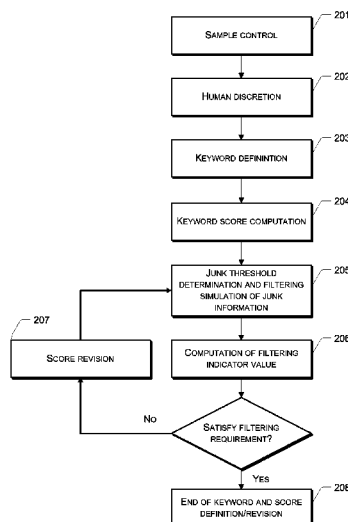 201
SAMPLE CONTROL
202
HUMAN DISCRETION
203
KEYWORD DEFININTION
204
KEYWORD SCORE COMPUTATION
205
JUNK THRESHOLD
DETERMINATION AND FILTERING
SIMULATION OF JUNK
INFORMATION
207
SCORE REVISION
206
COMPUTATION OF FILTERING
INDICATOR VALUE
NO
SATISFY FILTERING
REQUIREMENT?
YES
208
END OF KEYWORD AND SCORE
DEFINITION/REVISION